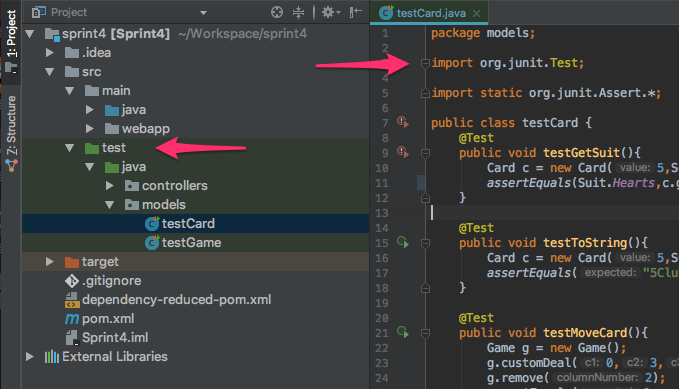 1: Project
Z: Structure
Project
sprint4 [Sprint4] ~/Workspace/sprint4
.idea
src
main
java
webapp
test
java
controllers
models
testCard
testGame
target
.gitignore
dependency-reduced-pom.xml
pom.xml
Sprint4.iml
External Libraries
testCard.java
1 package models;
2
3 import org.junit.Test;
4
5 import static org.junit.Assert.*;
6
7 public class testCard {
8 @Test
9 public void testGetSuit(){
10 Card c = new Card( value: 5,S
11 assertEquals(Suit.Hearts,c.g
12 }
13
14 @Test
15 public void testToString(){
16 Card c = new Card( value: 5,S
17 assertEquals( expected: "5Clu
18 }
19
20 @Test
21 public void testMoveCard(){
22 Game g = new Game();
23 g.customDeal( c1: 0, c2: 3,
24 g.remove( columnNumber: 2);